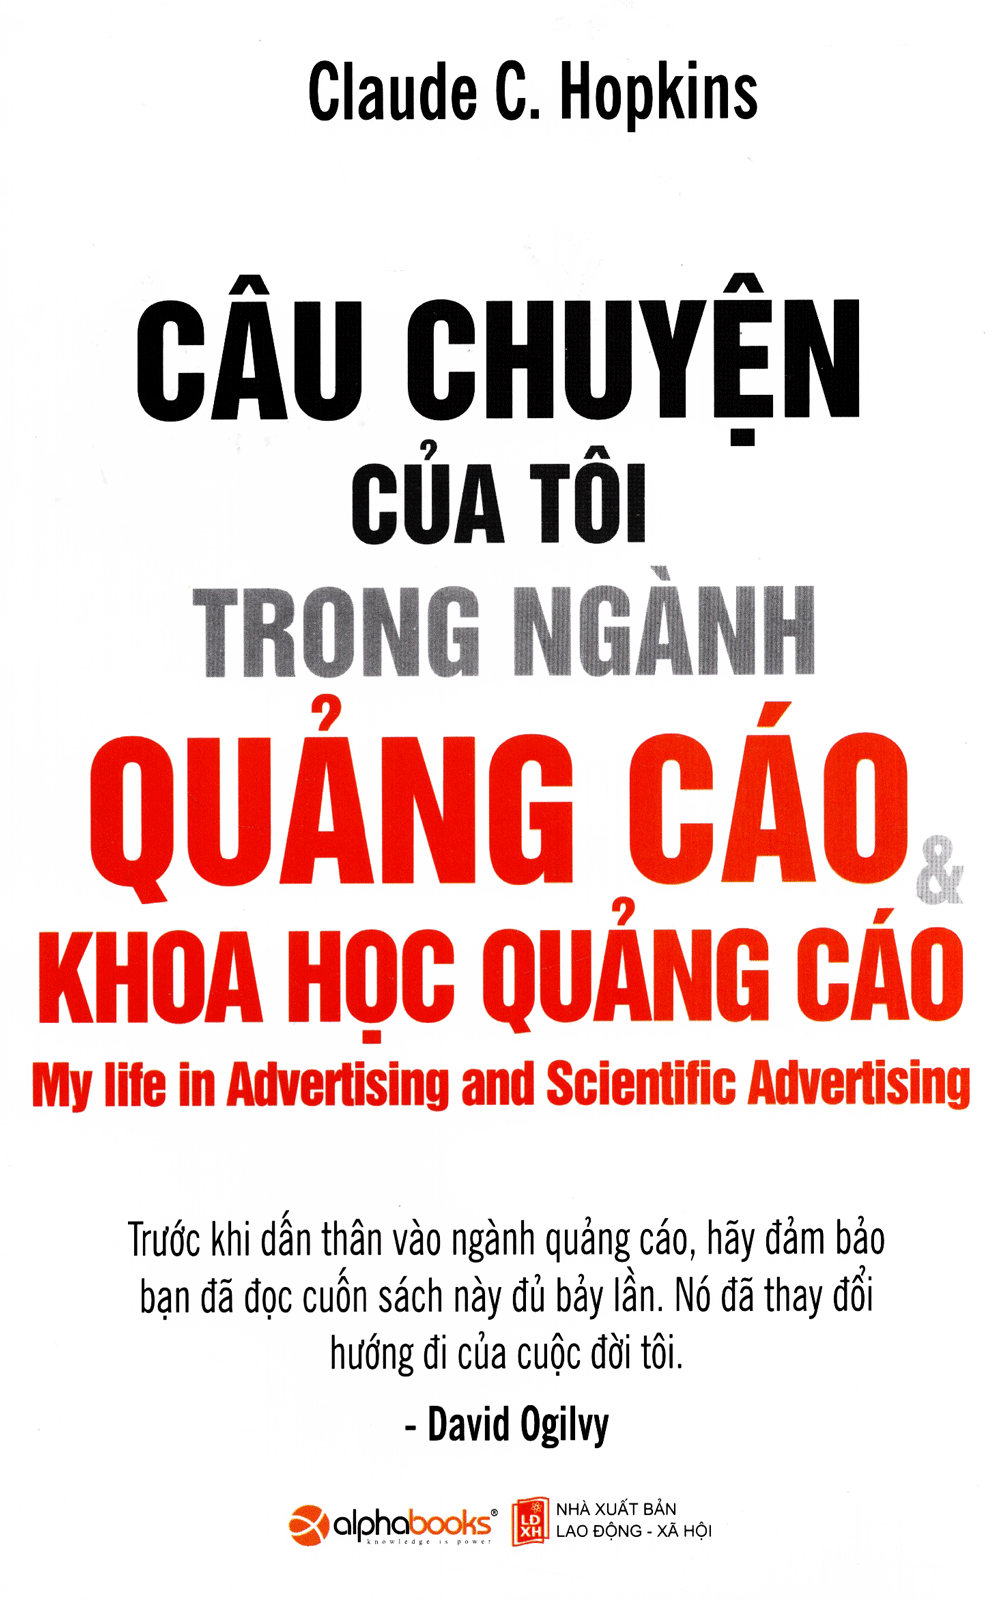 Claude C. Hopkins
CÂU CHUYỆN
CỦA TÔI
TRONG NGÀNH
QUẢNG CÁO &
KHOA HỌC QUẢNG CÁO
My life in Advertising and Scientific Advertising
Trước khi dấn thân vào ngành quảng cáo, hãy đảm bảo
bạn đã đọc cuốn sách này đủ bảy lần. Nó đã thay đổi
hướng đi của cuộc đời tôi.
- David Ogilvy
alphabooks®
knowledge is power
LĐ
XH
NHÀ XUẤT BẢN
LAO ĐỘNG - XÃ HỘI